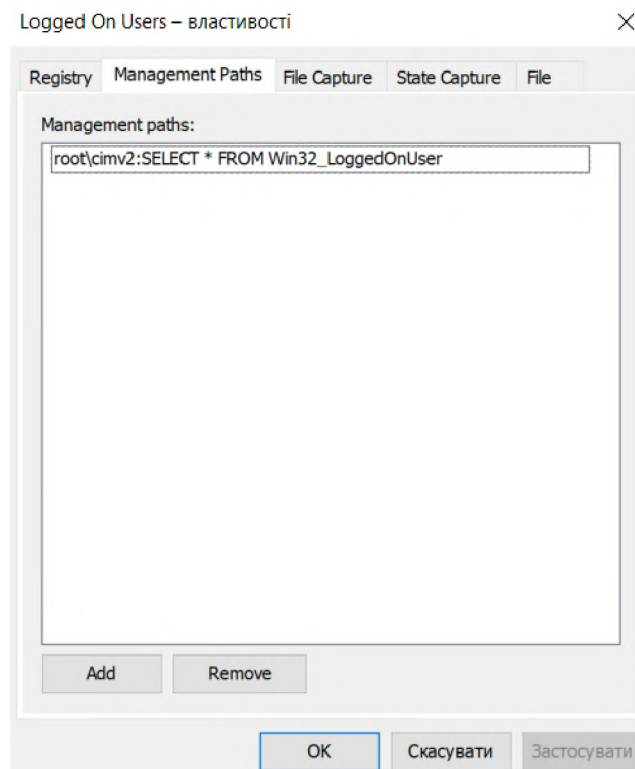 Logged On Users – властивості
Registry Management Paths File Capture State Capture File
Management paths:
root\cimv2:SELECT * FROM Win32_LoggedOnUser
Add Remove
OK Скасувати Застосувати